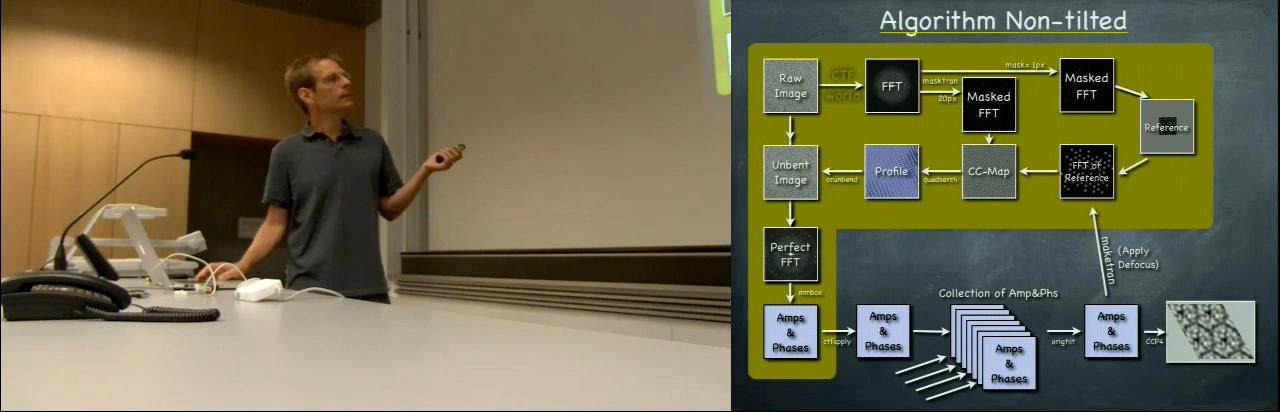 Algorithm Non-tilted
Raw
Image
CTF
world
FFT
masktran
20px
mask= 1px
Masked
FFT
Masked
FFT
Reference
Unbent
Image
ccunbend
Profile
quadserch
CC-Map
FFT of
Reference
Perfect
FFT
mmbox
maketran
(Apply
Defocus)
Collection of Amp&Phs
Amps
&
Phases
ctfapply
Amps
&
Phases
Amps
&
Phases
origtilt
Amps
&
Phases
CCP4